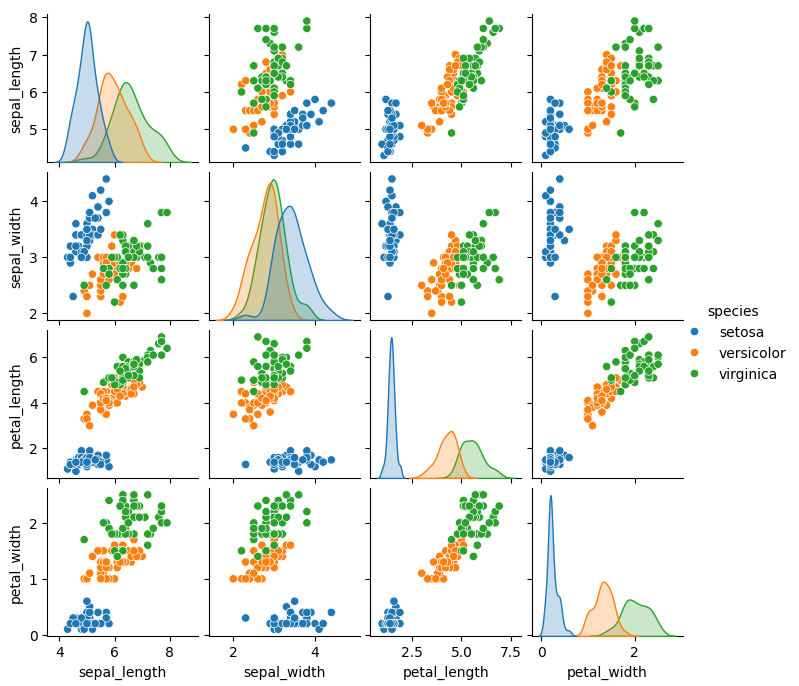 8
7
6
5
sepal_length
4
3
2
sepal_width
6
4
2
petal_length
species
setosa
versicolor
virginica
2
1
0
petal_width
4 6 8
2 4
2.5 5.0 7.5
0 2
sepal_length
sepal_width
petal_length
petal_width